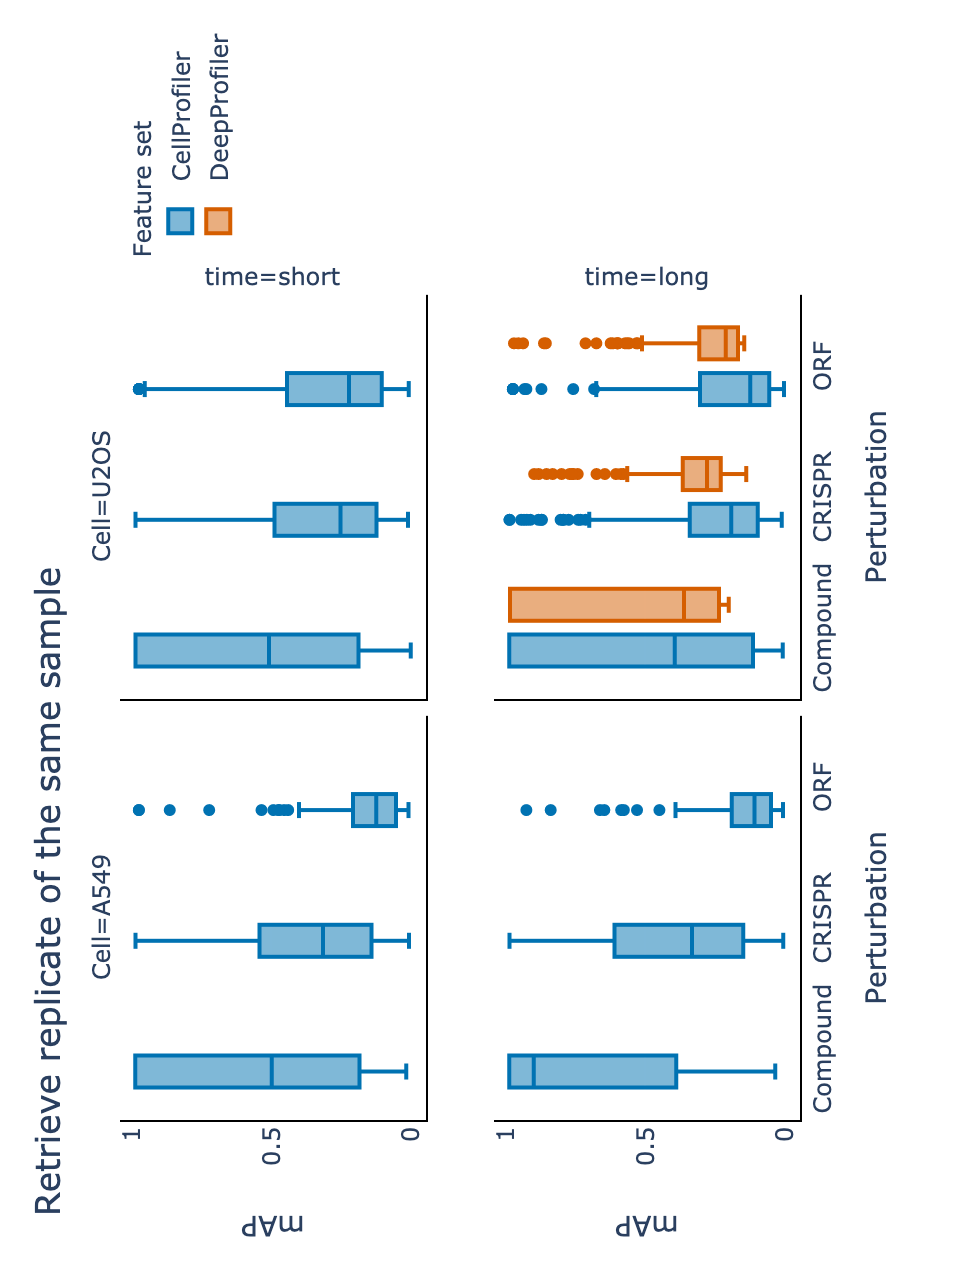 Retrieve replicate of the same sample
Cell=A549
Cell=U2OS
Feature set
CellProfiler
DeepProfiler
mAP
1
0.5
0
time=short
mAP
1
0.5
0
time=long
Compound
CRISPR
ORF
Compound
CRISPR
ORF
Perturbation
Perturbation